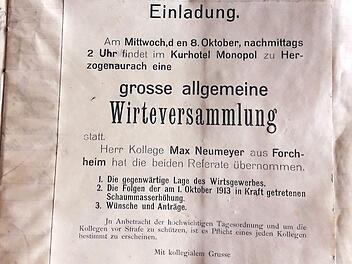 Einladung.
Am Mittwoch,d en 8. Oktober, nachmittags
2 Uhr findet im Kurhotel Monopol zu Her-
zogenaurach eine
grosse allgemeine
Wirteversammlung
statt.
Herr Kollege Max Neumeyer aus Forch-
heim hat die beiden Referate übernommen.
1. Die gegenwärtige Lage des Wirtsgewerbes.
2. Die Folgen der am 1. Oktober 1913 in Kraft getretenen
Schaummasserhöhung.
3. Wünsche und Anträge.
In Anbetracht der hochwichtigen Tagesordnung und um die
Kollegen vor Strafe zu schützen, ist es Pflicht eines jeden Kollegen
bestimmt zu erscheinen.
Mit kollegialem Grusse